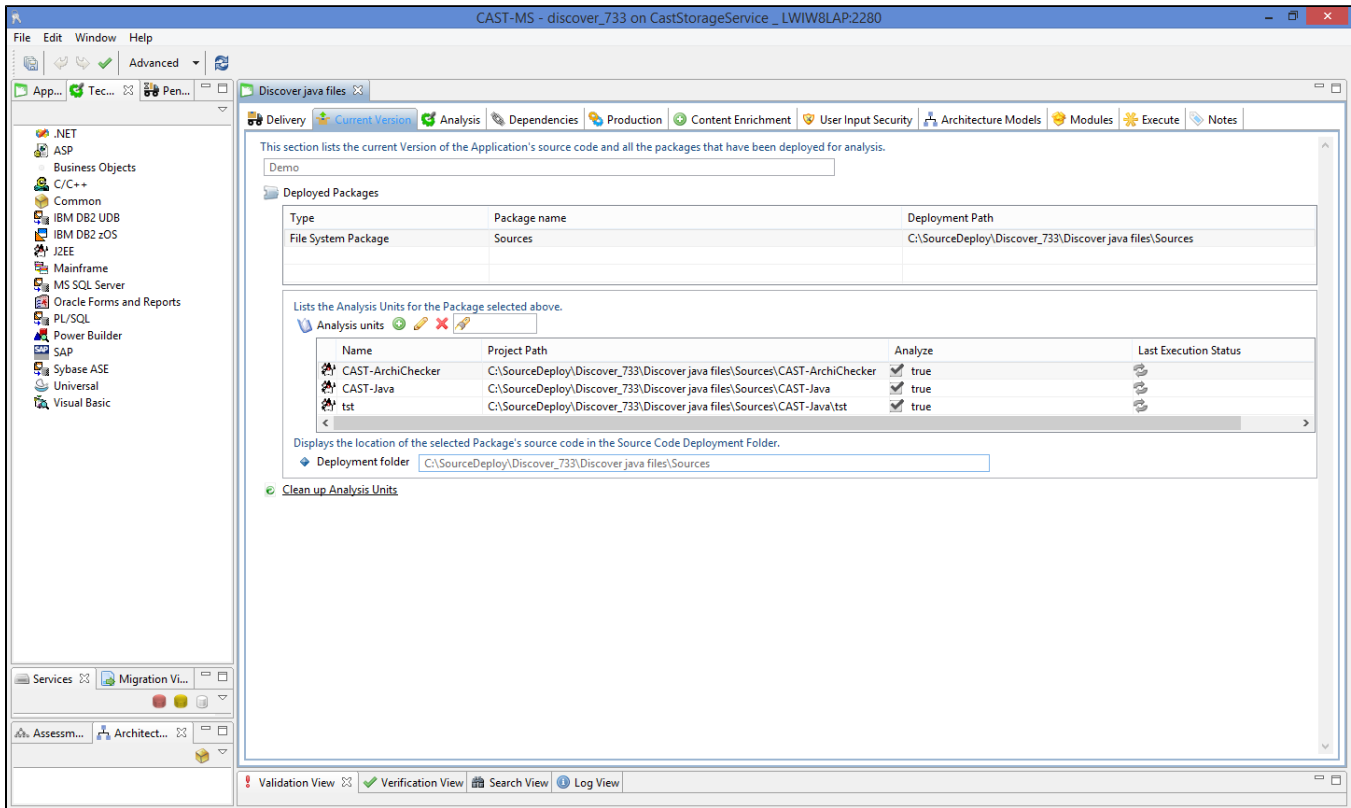 CAST-MS - discover_733 on CastStorageService _ LWIW8LAP:2280
File Edit Window Help
Advanced
App... Tec... Pen...
Discover java files
Delivery Current Version Analysis Dependencies Production Content Enrichment User Input Security Architecture Models Modules Execute Notes
.NET
ASP
Business Objects
C/C++
Common
IBM DB2 UDB
IBM DB2 zOS
J2EE
Mainframe
MS SQL Server
Oracle Forms and Reports
PL/SQL
Power Builder
SAP
Sybase ASE
Universal
Visual Basic
This section lists the current Version of the Application's source code and all the packages that have been deployed for analysis.
Demo
Deployed Packages
Type Package name Deployment Path
File System Package Sources C:\SourceDeploy\Discover_733\Discover java files\Sources
Lists the Analysis Units for the Package selected above.
Analysis units
Name Project Path Analyze Last Execution Status
CAST-ArchiChecker C:\SourceDeploy\Discover_733\Discover java files\Sources\CAST-ArchiChecker true
CAST-Java C:\SourceDeploy\Discover_733\Discover java files\Sources\CAST-Java true
tst C:\SourceDeploy\Discover_733\Discover java files\Sources\CAST-Java\tst true
Displays the location of the selected Package's source code in the Source Code Deployment Folder.
Deployment folder C:\SourceDeploy\Discover_733\Discover java files\Sources
Clean up Analysis Units
Services Migration Vi...
Assessm... Architect...
Validation View Verification View Search View Log View